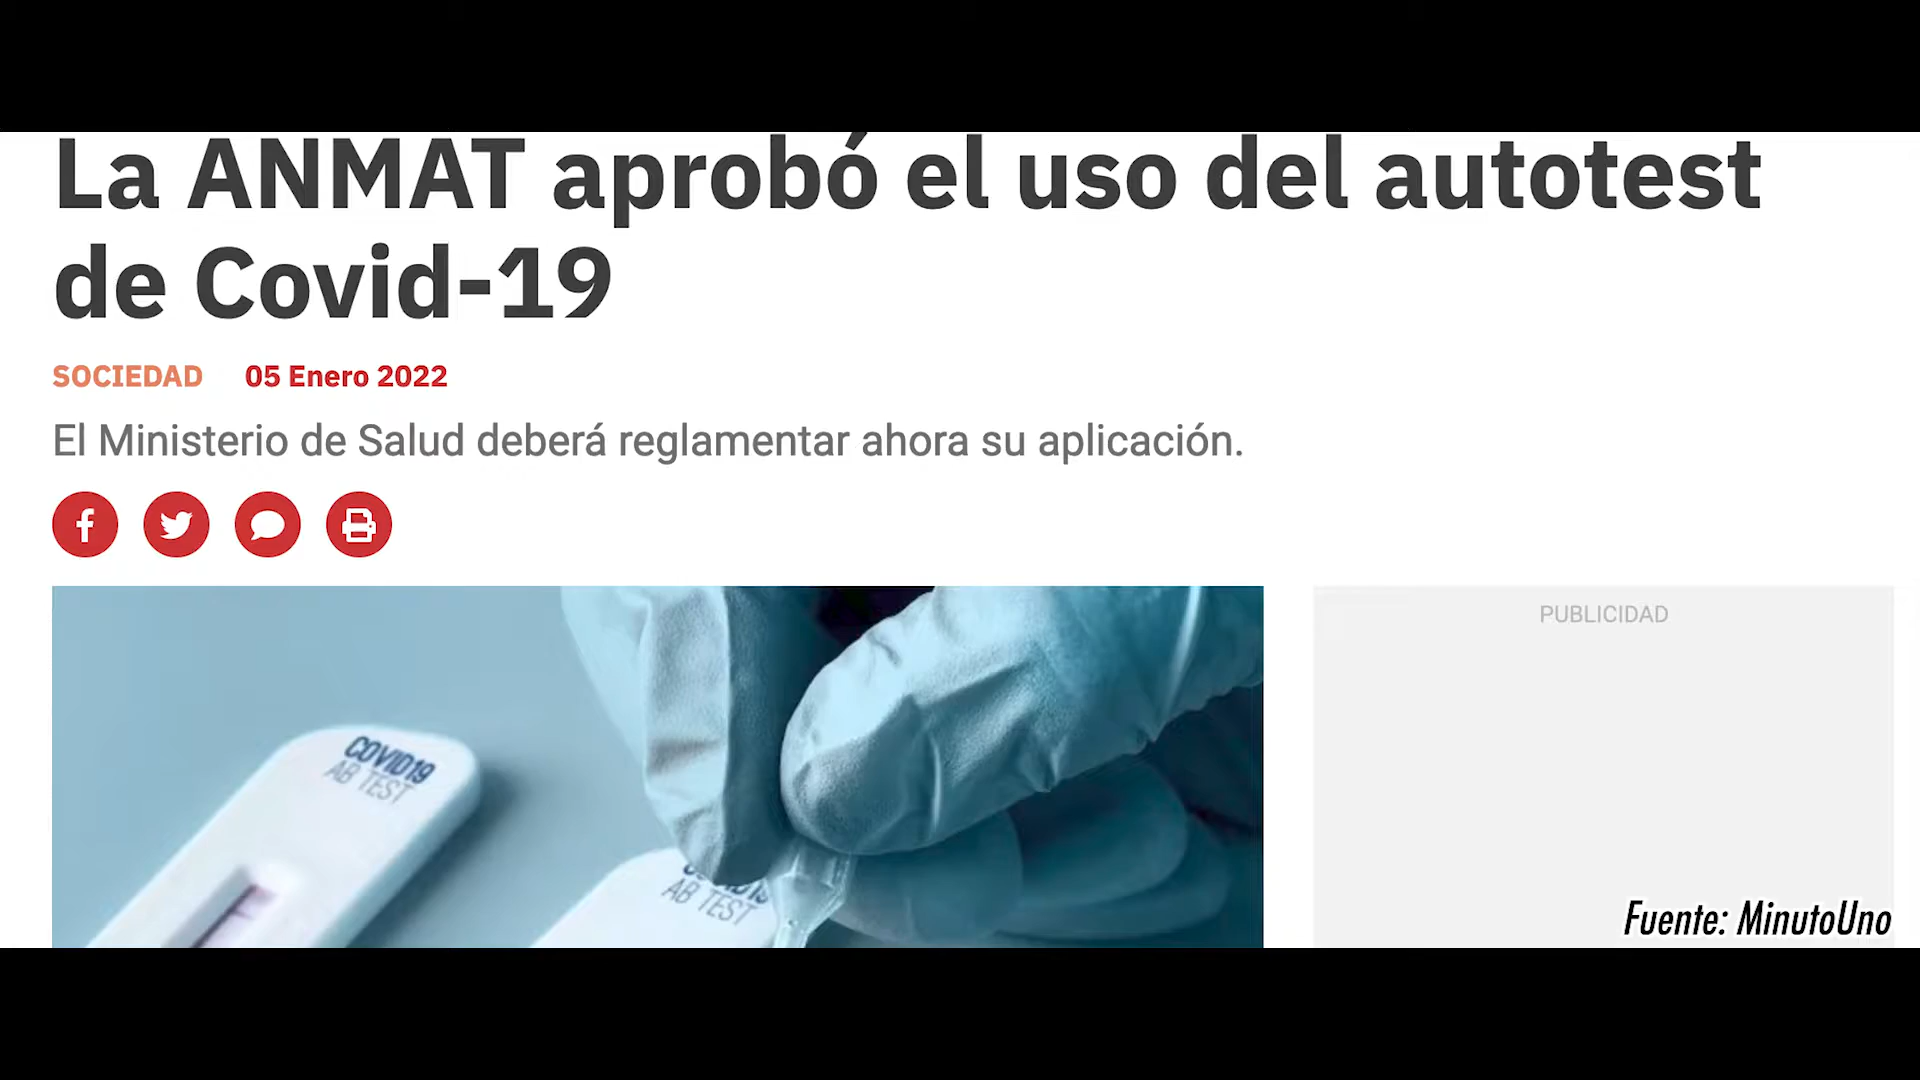 La ANMAT aprobó el uso del autotest
de Covid-19
SOCIEDAD 05 Enero 2022
El Ministerio de Salud deberá reglamentar ahora su aplicación.
PUBLICIDAD
COVID19
AB TEST
AB TEST
Fuente: MinutoUno